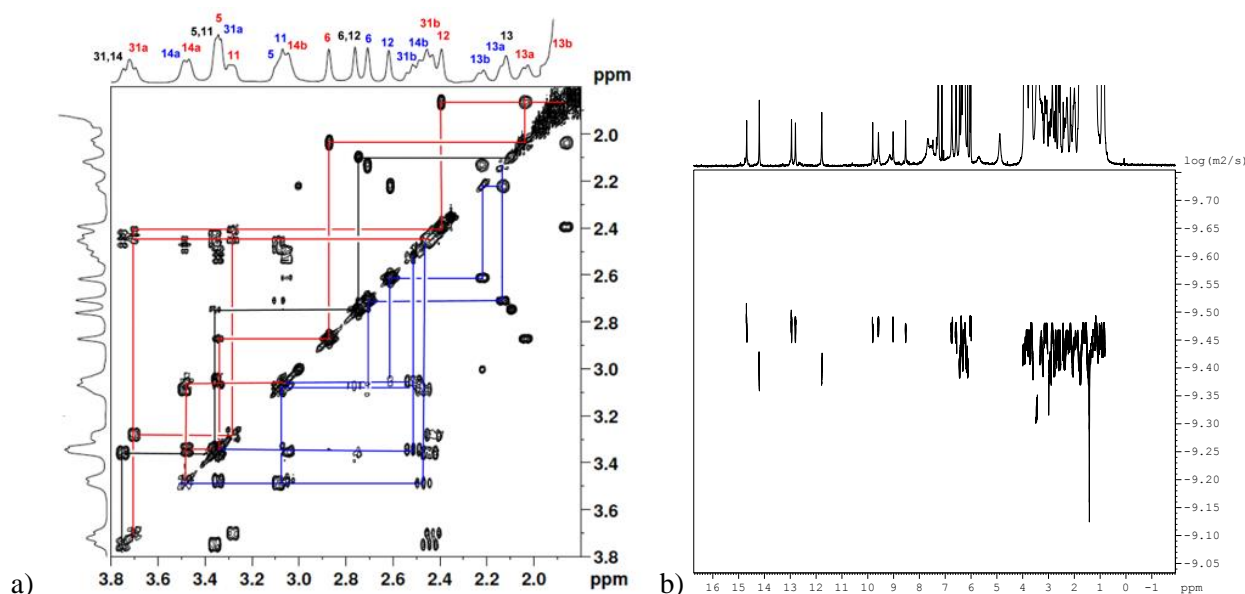 31,14
31a
14a
14a
5
5,11
31a
11
5
11
14b
6
6,12
6
12
31b
31b
14b
12
13b
13a
13
13a
13b
ppm
2.0
2.2
2.4
2.6
2.8
3.0
3.2
3.4
3.6
3.8
3.8 3.6 3.4 3.2 3.0 2.8 2.6 2.4 2.2 2.0 ppm
a)
log(m2/s)
-9.70
-9.65
-9.60
-9.55
-9.50
-9.45
-9.40
-9.35
-9.30
-9.25
-9.20
-9.15
-9.10
-9.05
16 15 14 13 12 11 10 9 8 7 6 5 4 3 2 1 0 -1 ppm
b)